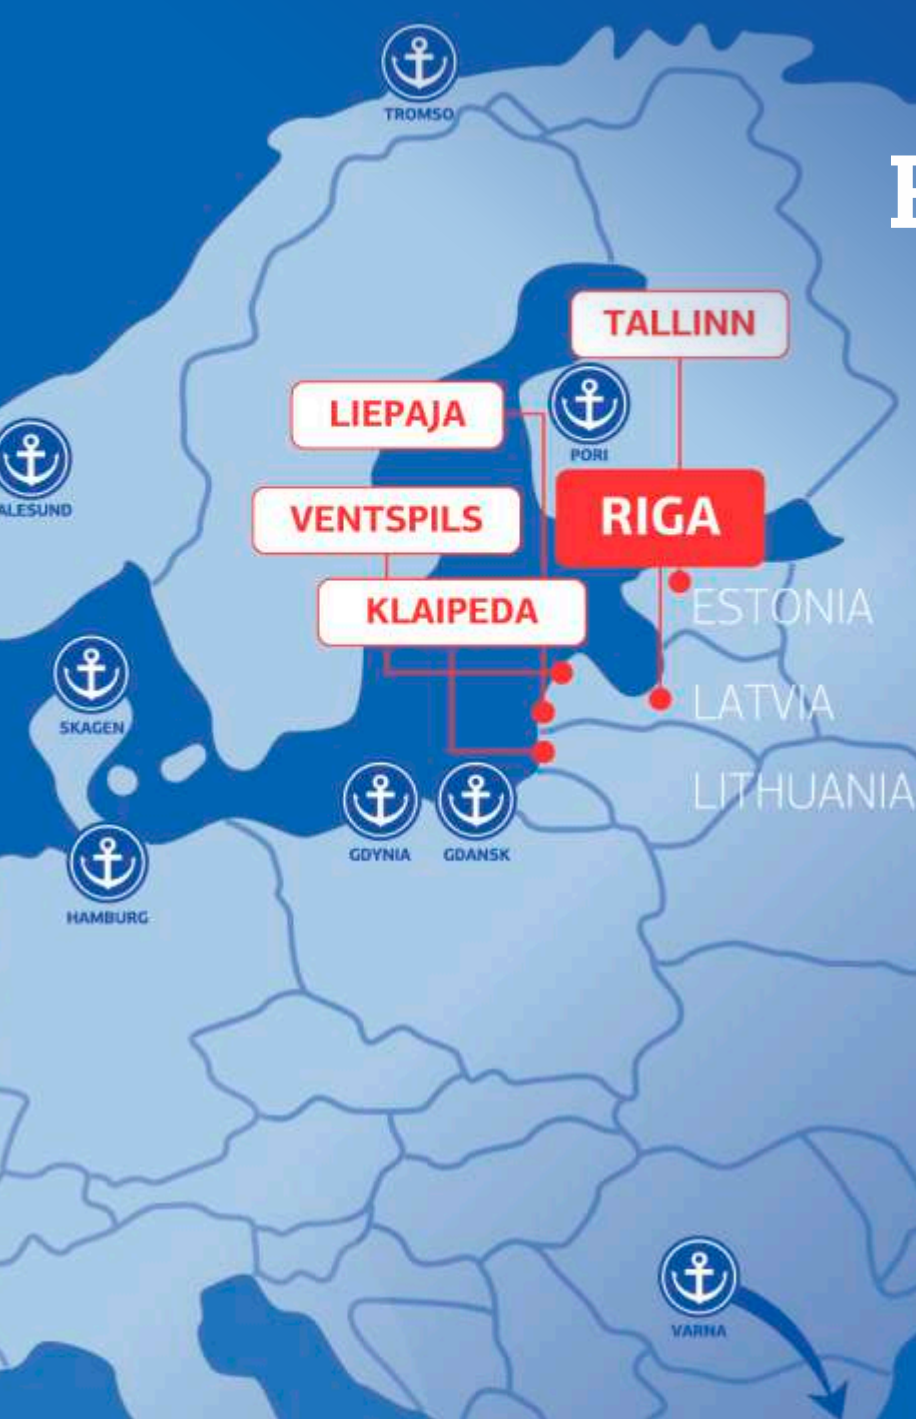 TROMSO
TALLINN
LIEPAJA
PORI
ALESUND
VENTSPILS
RIGA
KLAIPEDA
ESTONIA
SKAGEN
LATVIA
LITHUANIA
GDYNIA
GDANSK
HAMBURG
VARNA